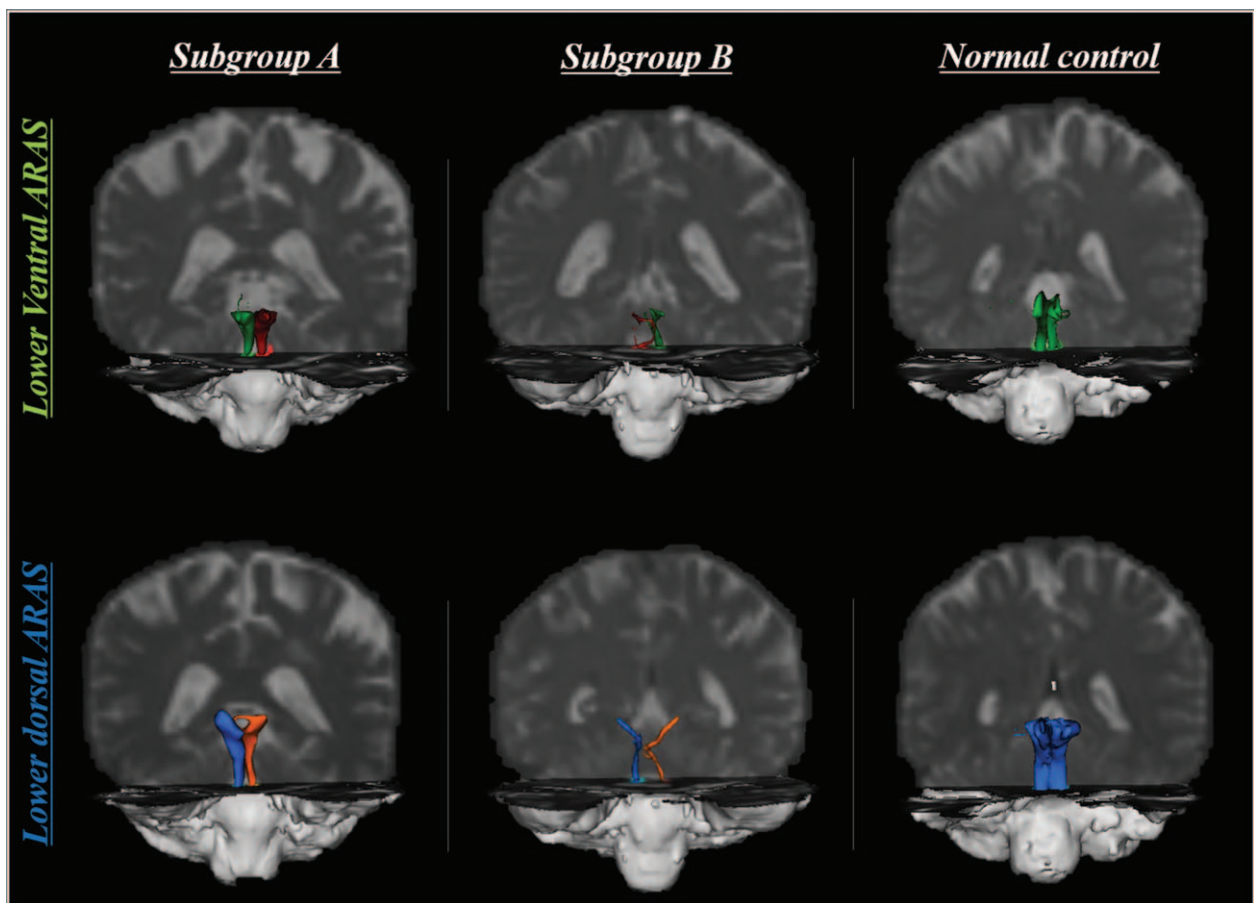 Subgroup A
Subgroup B
Normal control
Lower Ventral ARAS
Lower dorsal ARAS